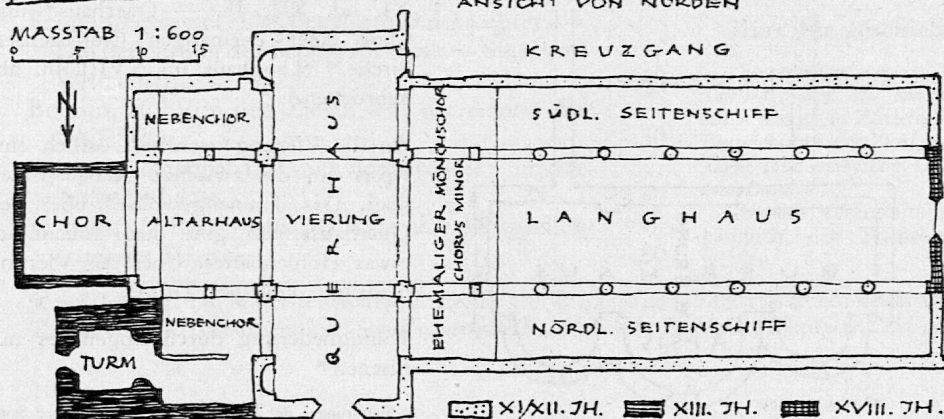 ANSICHT VON NORDEN
MASSTAB 1:600
0 5 10 15
KREUZGANG
N
NEBENCHOR
SÜDL. SEITENSCHIFF
QUERHAUS
EHEMALIGER MÖNCHSCHOR
CHORUS MINOR
CHOR
ALTARHAUS
VIERUNG
LANGHAUS
NEBENCHOR
NÖRDL. SEITENSCHIFF
TURM
XI/XII. JH. XIII. JH. XVIII. JH.